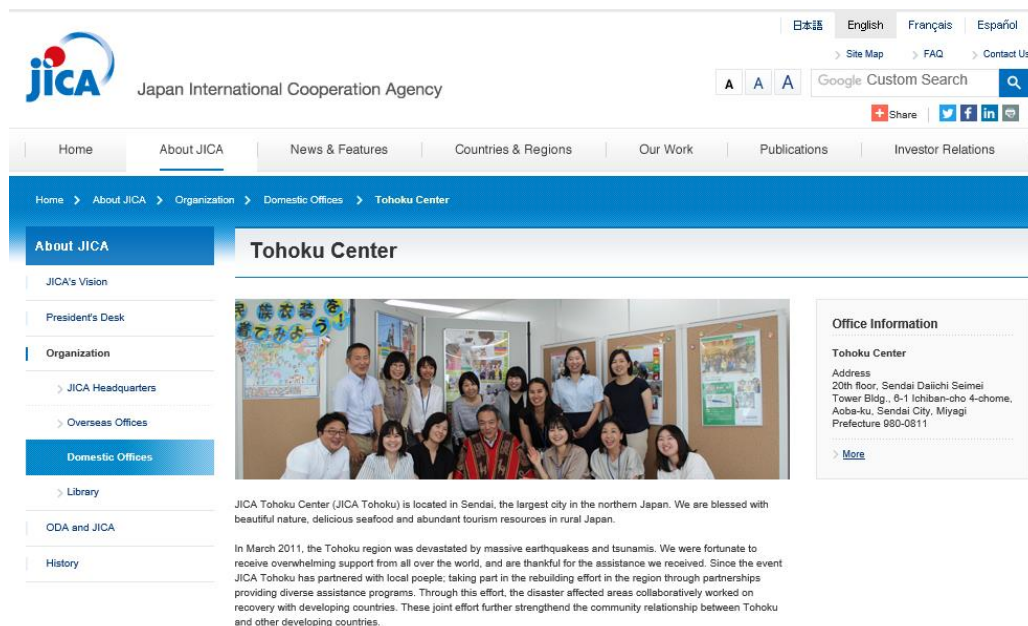 日本語 English Français Español
Site Map FAQ Contact Us
JICA Japan International Cooperation Agency
A A A Google Custom Search
Share
Home About JICA News & Features Countries & Regions Our Work Publications Investor Relations
Home About JICA Organization Domestic Offices Tohoku Center
About JICA
JICA's Vision
President's Desk
Organization
JICA Headquarters
Overseas Offices
Domestic Offices
Library
ODA and JICA
History
Tohoku Center
民族衣装を
着てみよう!
JICA Tohoku Center (JICA Tohoku) is located in Sendai, the largest city in the northern Japan. We are blessed with
beautiful nature, delicious seafood and abundant tourism resources in rural Japan.
In March 2011, the Tohoku region was devastated by massive earthquakeas and tsunamis. We were fortunate to
receive overwhelming support from all over the world, and are thankful for the assistance we received. Since the event
JICA Tohoku has partnered with local poeple; taking part in the rebuilding effort in the region through partnerships
providing diverse assistance programs. Through this effort, the disaster affected areas collaboratively worked on
recovery with developing countries. These joint effort further strengthend the community relationship between Tohoku
and other developing countries.
Office Information
Tohoku Center
Address
20th floor, Sendai Daiichi Seimei
Tower Bldg., 6-1 Ichiban-cho 4-chome,
Aoba-ku, Sendai City, Miyagi
Prefecture 980-0811
More